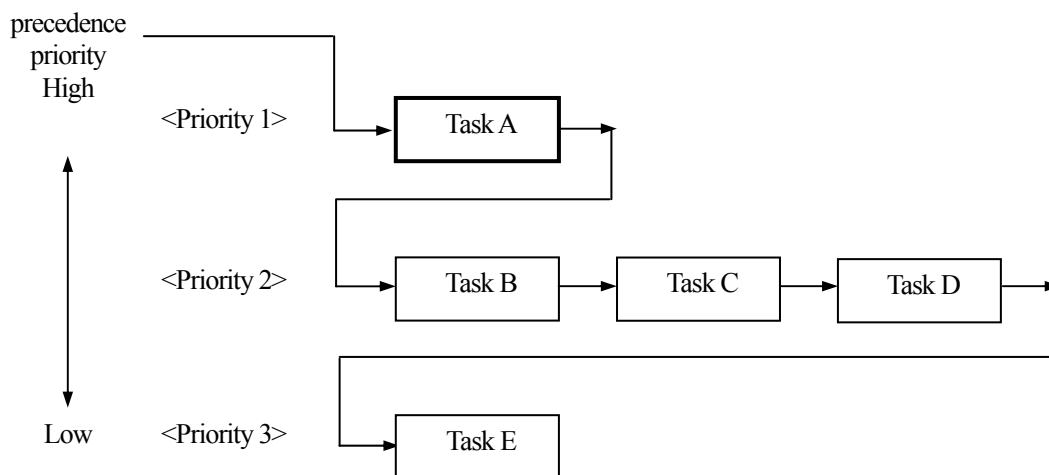 precedence
priority
High
<Priority 1>
Task A
<Priority 2>
Task B
Task C
Task D
Low
<Priority 3>
Task E